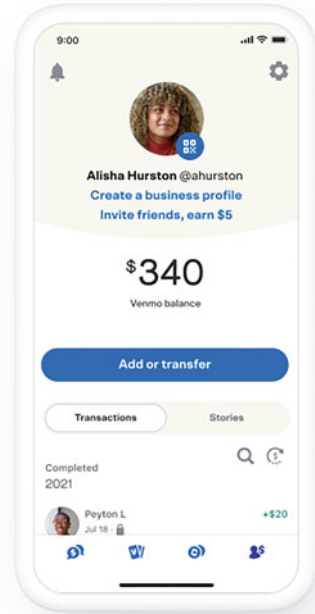 9:00
Alisha Hurston @ahurston
Create a business profile
Invite friends, earn $5
$340
Venmo balance
Add or transfer
Transactions Stories
Completed
2021
Peyton L +$20
Jul 18 -